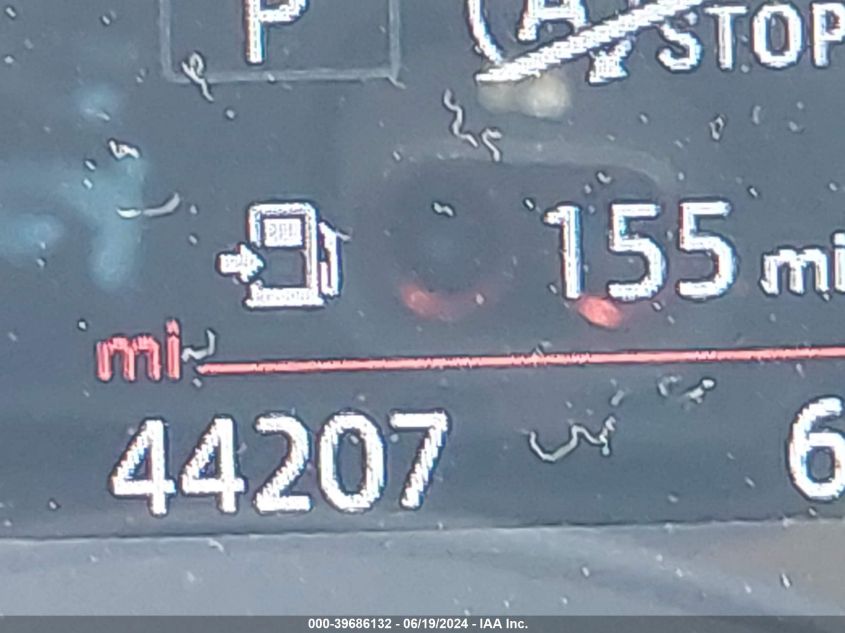 P
STOP
155 mi
mi
44207
000-39686132 - 06/19/2024 - IAA Inc.